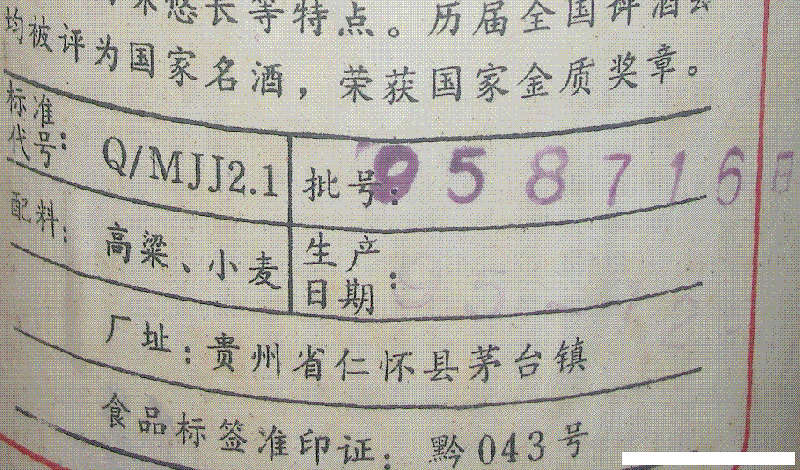 悠长等特点。历届全国评酒会
均被评为国家名酒，荣获国家金质奖章。
标准代号：Q/MJJ2.1 批号：958716
配料：高粱、小麦 生产日期：
厂址：贵州省仁怀县茅台镇
食品标签准印证：黔043号